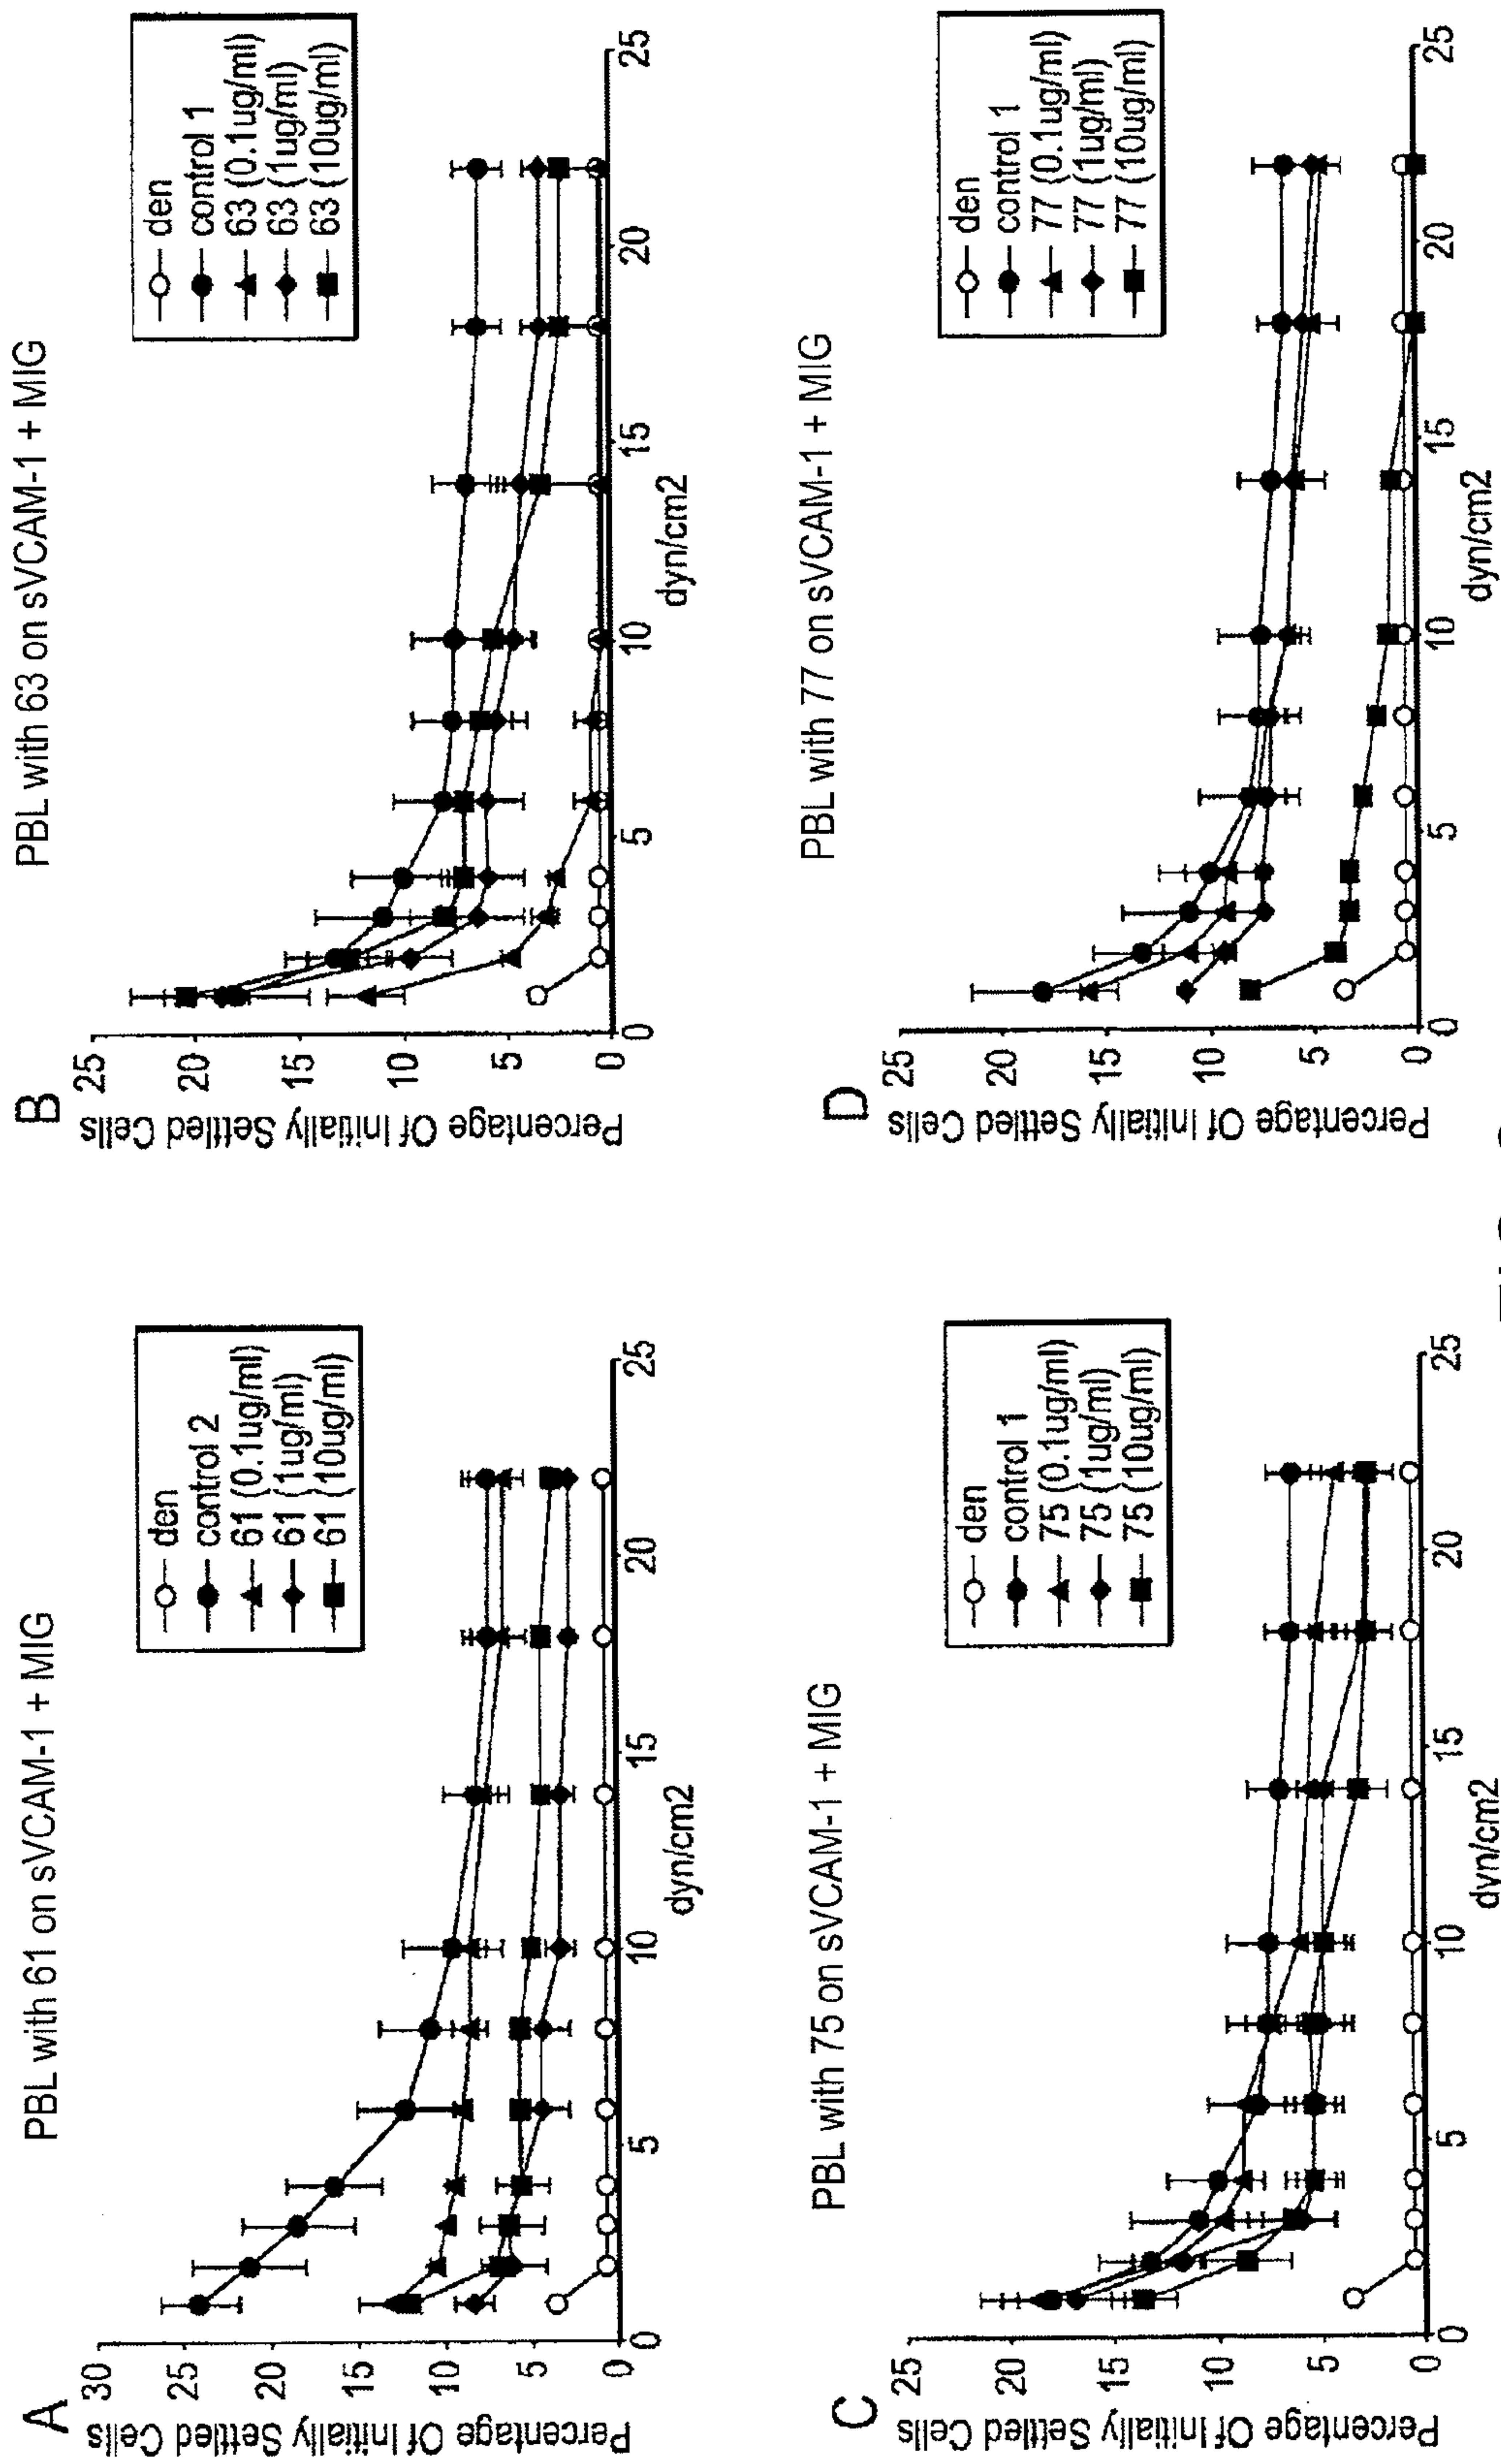 A
PBL with 61 on sVCAM-1 + MIG
Percentage Of Initially Settled Cells
30
25
20
15
10
5
0
0
5
10
15
20
25
dyn/cm2
den
control 2
61 (0.1ug/ml)
61 (1ug/ml)
61 (10ug/ml)
B
PBL with 63 on sVCAM-1 + MIG
Percentage Of Initially Settled Cells
25
20
15
10
5
0
0
5
10
15
20
25
dyn/cm2
den
control 1
63 (0.1ug/ml)
63 (1ug/ml)
63 (10ug/ml)
C
PBL with 75 on sVCAM-1 + MIG
Percentage Of Initially Settled Cells
25
20
15
10
5
0
0
5
10
15
20
25
dyn/cm2
den
control 1
75 (0.1ug/ml)
75 (1ug/ml)
75 (10ug/ml)
D
PBL with 77 on sVCAM-1 + MIG
Percentage Of Initially Settled Cells
25
20
15
10
5
0
0
5
10
15
20
25
dyn/cm2
den
control 1
77 (0.1ug/ml)
77 (1ug/ml)
77 (10ug/ml)